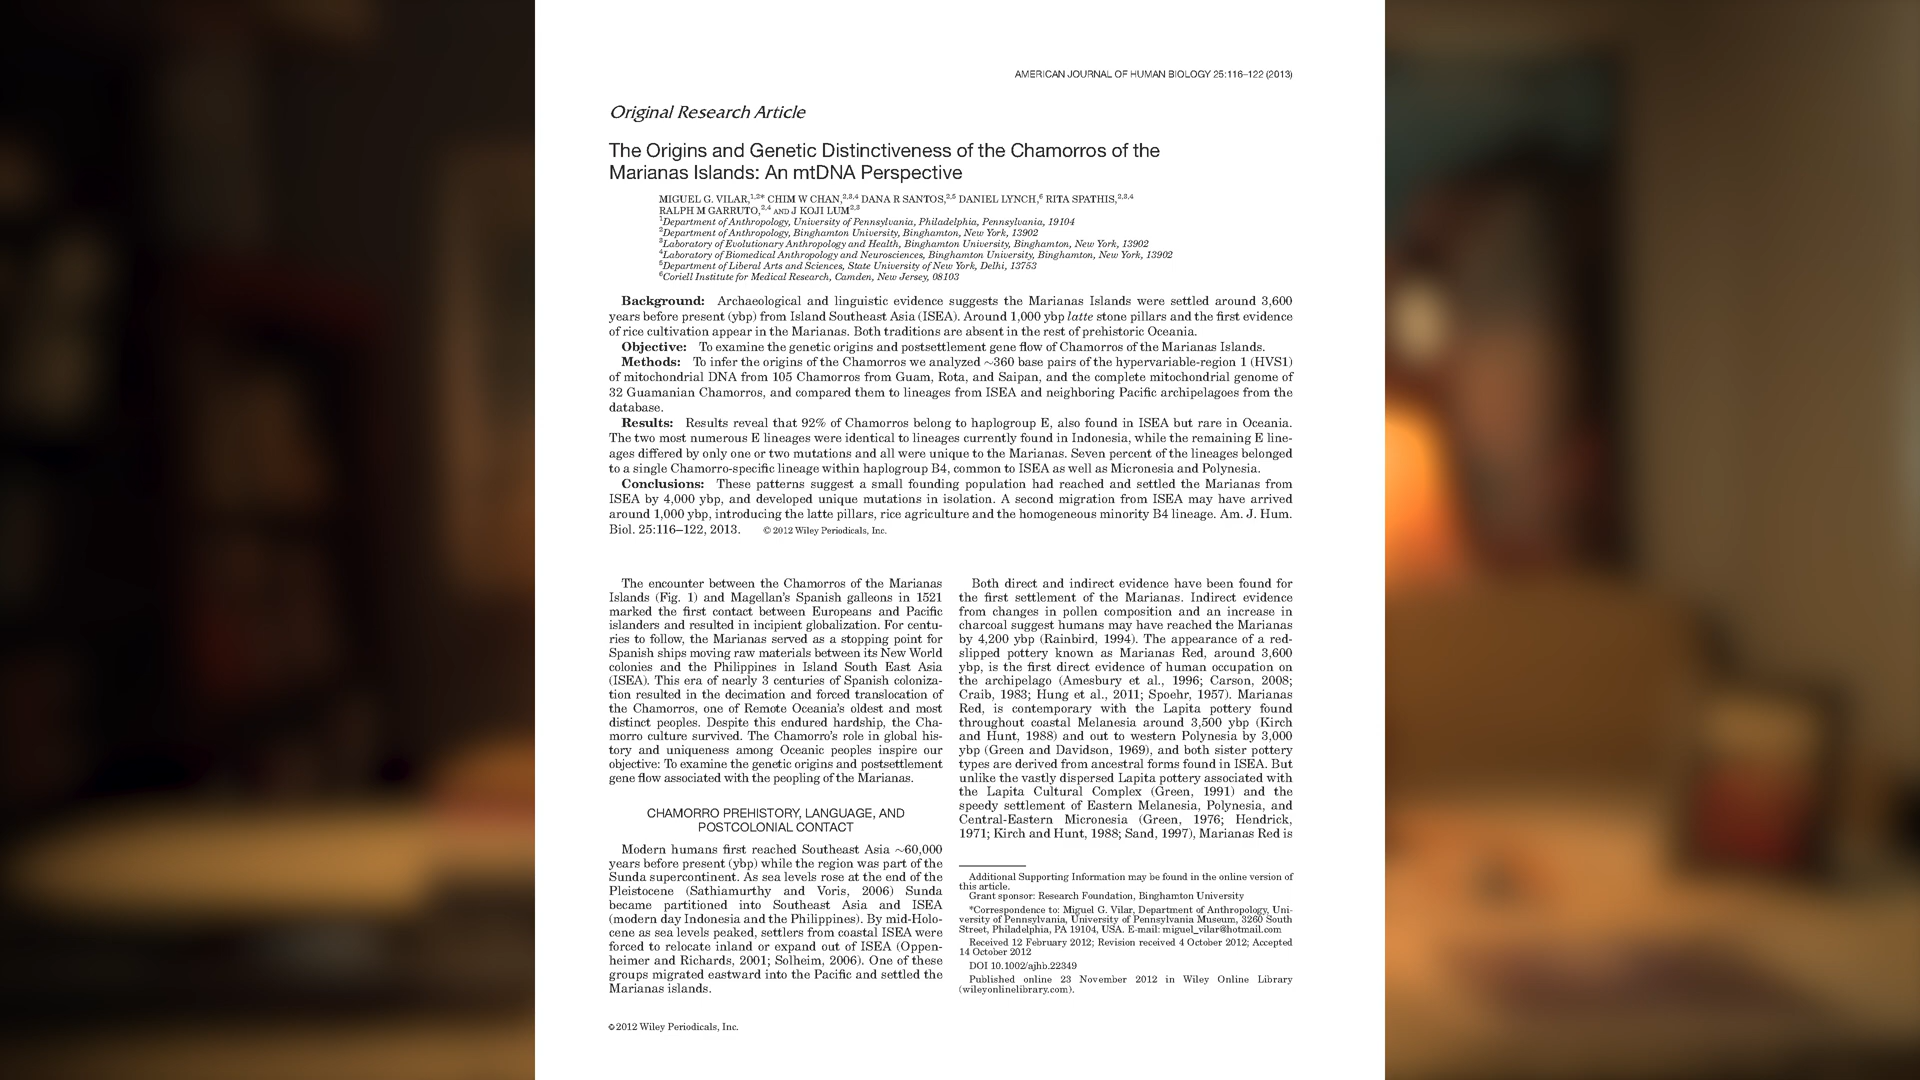 AMERICAN JOURNAL OF HUMAN BIOLOGY 25:116–122 (2013)
Original Research Article
The Origins and Genetic Distinctiveness of the Chamorros of the
Marianas Islands: An mtDNA Perspective
MIGUEL G. VILAR,1,2* CHIM W CHAN,2,3,4 DANA R SANTOS,2,5 DANIEL LYNCH,6 RITA SPATHIS,2,3,4
RALPH M GARRUTO,2,4 AND J KOJI LUM2,3
1Department of Anthropology, University of Pennsylvania, Philadelphia, Pennsylvania, 19104
2Department of Anthropology, Binghamton University, Binghamton, New York, 13902
3Laboratory of Evolutionary Anthropology and Health, Binghamton University, Binghamton, New York, 13902
4Laboratory of Biomedical Anthropology and Neurosciences, Binghamton University, Binghamton, New York, 13902
5Department of Liberal Arts and Sciences, State University of New York, Delhi, 13753
6Coriell Institute for Medical Research, Camden, New Jersey, 08103
Background: Archaeological and linguistic evidence suggests the Marianas Islands were settled around 3,600
years before present (ybp) from Island Southeast Asia (ISEA). Around 1,000 ybp latte stone pillars and the first evidence
of rice cultivation appear in the Marianas. Both traditions are absent in the rest of prehistoric Oceania.
Objective: To examine the genetic origins and postsettlement gene flow of Chamorros of the Marianas Islands.
Methods: To infer the origins of the Chamorros we analyzed ~360 base pairs of the hypervariable-region 1 (HVS1)
of mitochondrial DNA from 105 Chamorros from Guam, Rota, and Saipan, and the complete mitochondrial genome of
32 Guamanian Chamorros, and compared them to lineages from ISEA and neighboring Pacific archipelagoes from the
database.
Results: Results reveal that 92% of Chamorros belong to haplogroup E, also found in ISEA but rare in Oceania.
The two most numerous E lineages were identical to lineages currently found in Indonesia, while the remaining E line-
ages differed by only one or two mutations and all were unique to the Marianas. Seven percent of the lineages belonged
to a single Chamorro-specific lineage within haplogroup B4, common to ISEA as well as Micronesia and Polynesia.
Conclusions: These patterns suggest a small founding population had reached and settled the Marianas from
ISEA by 4,000 ybp, and developed unique mutations in isolation. A second migration from ISEA may have arrived
around 1,000 ybp, introducing the latte pillars, rice agriculture and the homogeneous minority B4 lineage. Am. J. Hum.
Biol. 25:116–122, 2013. © 2012 Wiley Periodicals, Inc.
The encounter between the Chamorros of the Marianas
Islands (Fig. 1) and Magellan's Spanish galleons in 1521
marked the first contact between Europeans and Pacific
islanders and resulted in incipient globalization. For centu-
ries to follow, the Marianas served as a stopping point for
Spanish ships moving raw materials between its New World
colonies and the Philippines in Island South East Asia
(ISEA). This era of nearly 3 centuries of Spanish coloniza-
tion resulted in the decimation and forced translocation of
the Chamorros, one of Remote Oceania's oldest and most
distinct peoples. Despite this endured hardship, the Cha-
morro culture survived. The Chamorro's role in global his-
tory and uniqueness among Oceanic peoples inspire our
objective: To examine the genetic origins and postsettlement
gene flow associated with the peopling of the Marianas.
CHAMORRO PREHISTORY, LANGUAGE, AND
POSTCOLONIAL CONTACT
Modern humans first reached Southeast Asia ~60,000
years before present (ybp) while the region was part of the
Sunda supercontinent. As sea levels rose at the end of the
Pleistocene (Sathiamurthy and Voris, 2006) Sunda
became partitioned into Southeast Asia and ISEA
(modern day Indonesia and the Philippines). By mid-Holo-
cene as sea levels peaked, settlers from coastal ISEA were
forced to relocate inland or expand out of ISEA (Oppen-
heimer and Richards, 2001; Solheim, 2006). One of these
groups migrated eastward into the Pacific and settled the
Marianas islands.
Both direct and indirect evidence have been found for
the first settlement of the Marianas. Indirect evidence
from changes in pollen composition and an increase in
charcoal suggest humans may have reached the Marianas
by 4,200 ybp (Rainbird, 1994). The appearance of a red-
slipped pottery known as Marianas Red, around 3,600
ybp, is the first direct evidence of human occupation on
the archipelago (Amesbury et al., 1996; Carson, 2008;
Craib, 1983; Hung et al., 2011; Spoehr, 1957). Marianas
Red, is contemporary with the Lapita pottery found
throughout coastal Melanesia around 3,500 ybp (Kirch
and Hunt, 1988) and out to western Polynesia by 3,000
ybp (Green and Davidson, 1969), and both sister pottery
types are derived from ancestral forms found in ISEA. But
unlike the vastly dispersed Lapita pottery associated with
the Lapita Cultural Complex (Green, 1991) and the
speedy settlement of Eastern Melanesia, Polynesia, and
Central-Eastern Micronesia (Green, 1976; Hendrick,
1971; Kirch and Hunt, 1988; Sand, 1997), Marianas Red is
Additional Supporting Information may be found in the online version of
this article.
Grant sponsor: Research Foundation, Binghamton University
*Correspondence to: Miguel G. Vilar, Department of Anthropology, Uni-
versity of Pennsylvania, University of Pennsylvania Museum, 3260 South
Street, Philadelphia, PA 19104, USA. E-mail: miguel_vilar@hotmail.com
Received 12 February 2012; Revision received 4 October 2012; Accepted
14 October 2012
DOI 10.1002/ajhb.22349
Published online 23 November 2012 in Wiley Online Library
(wileyonlinelibrary.com).
© 2012 Wiley Periodicals, Inc.